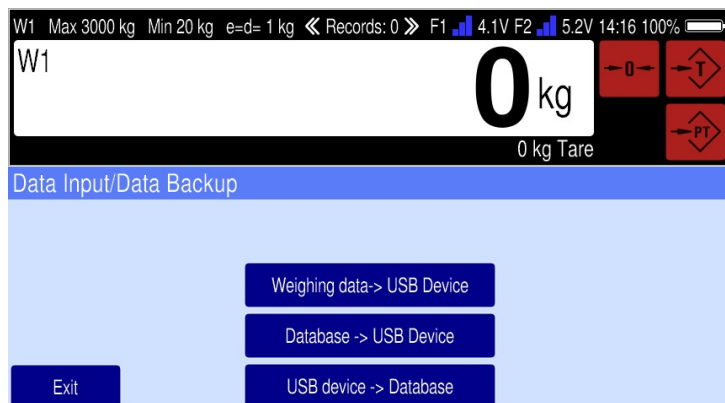 W1 Max 3000 kg Min 20 kg e=d= 1 kg ≪ Records: 0 ≫ F1 4.1V F2 5.2V 14:16 100%
W1
0 kg
→0←
→T
→PT
0 kg Tare
Data Input/Data Backup
Weighing data-> USB Device
Database -> USB Device
Exit
USB device -> Database